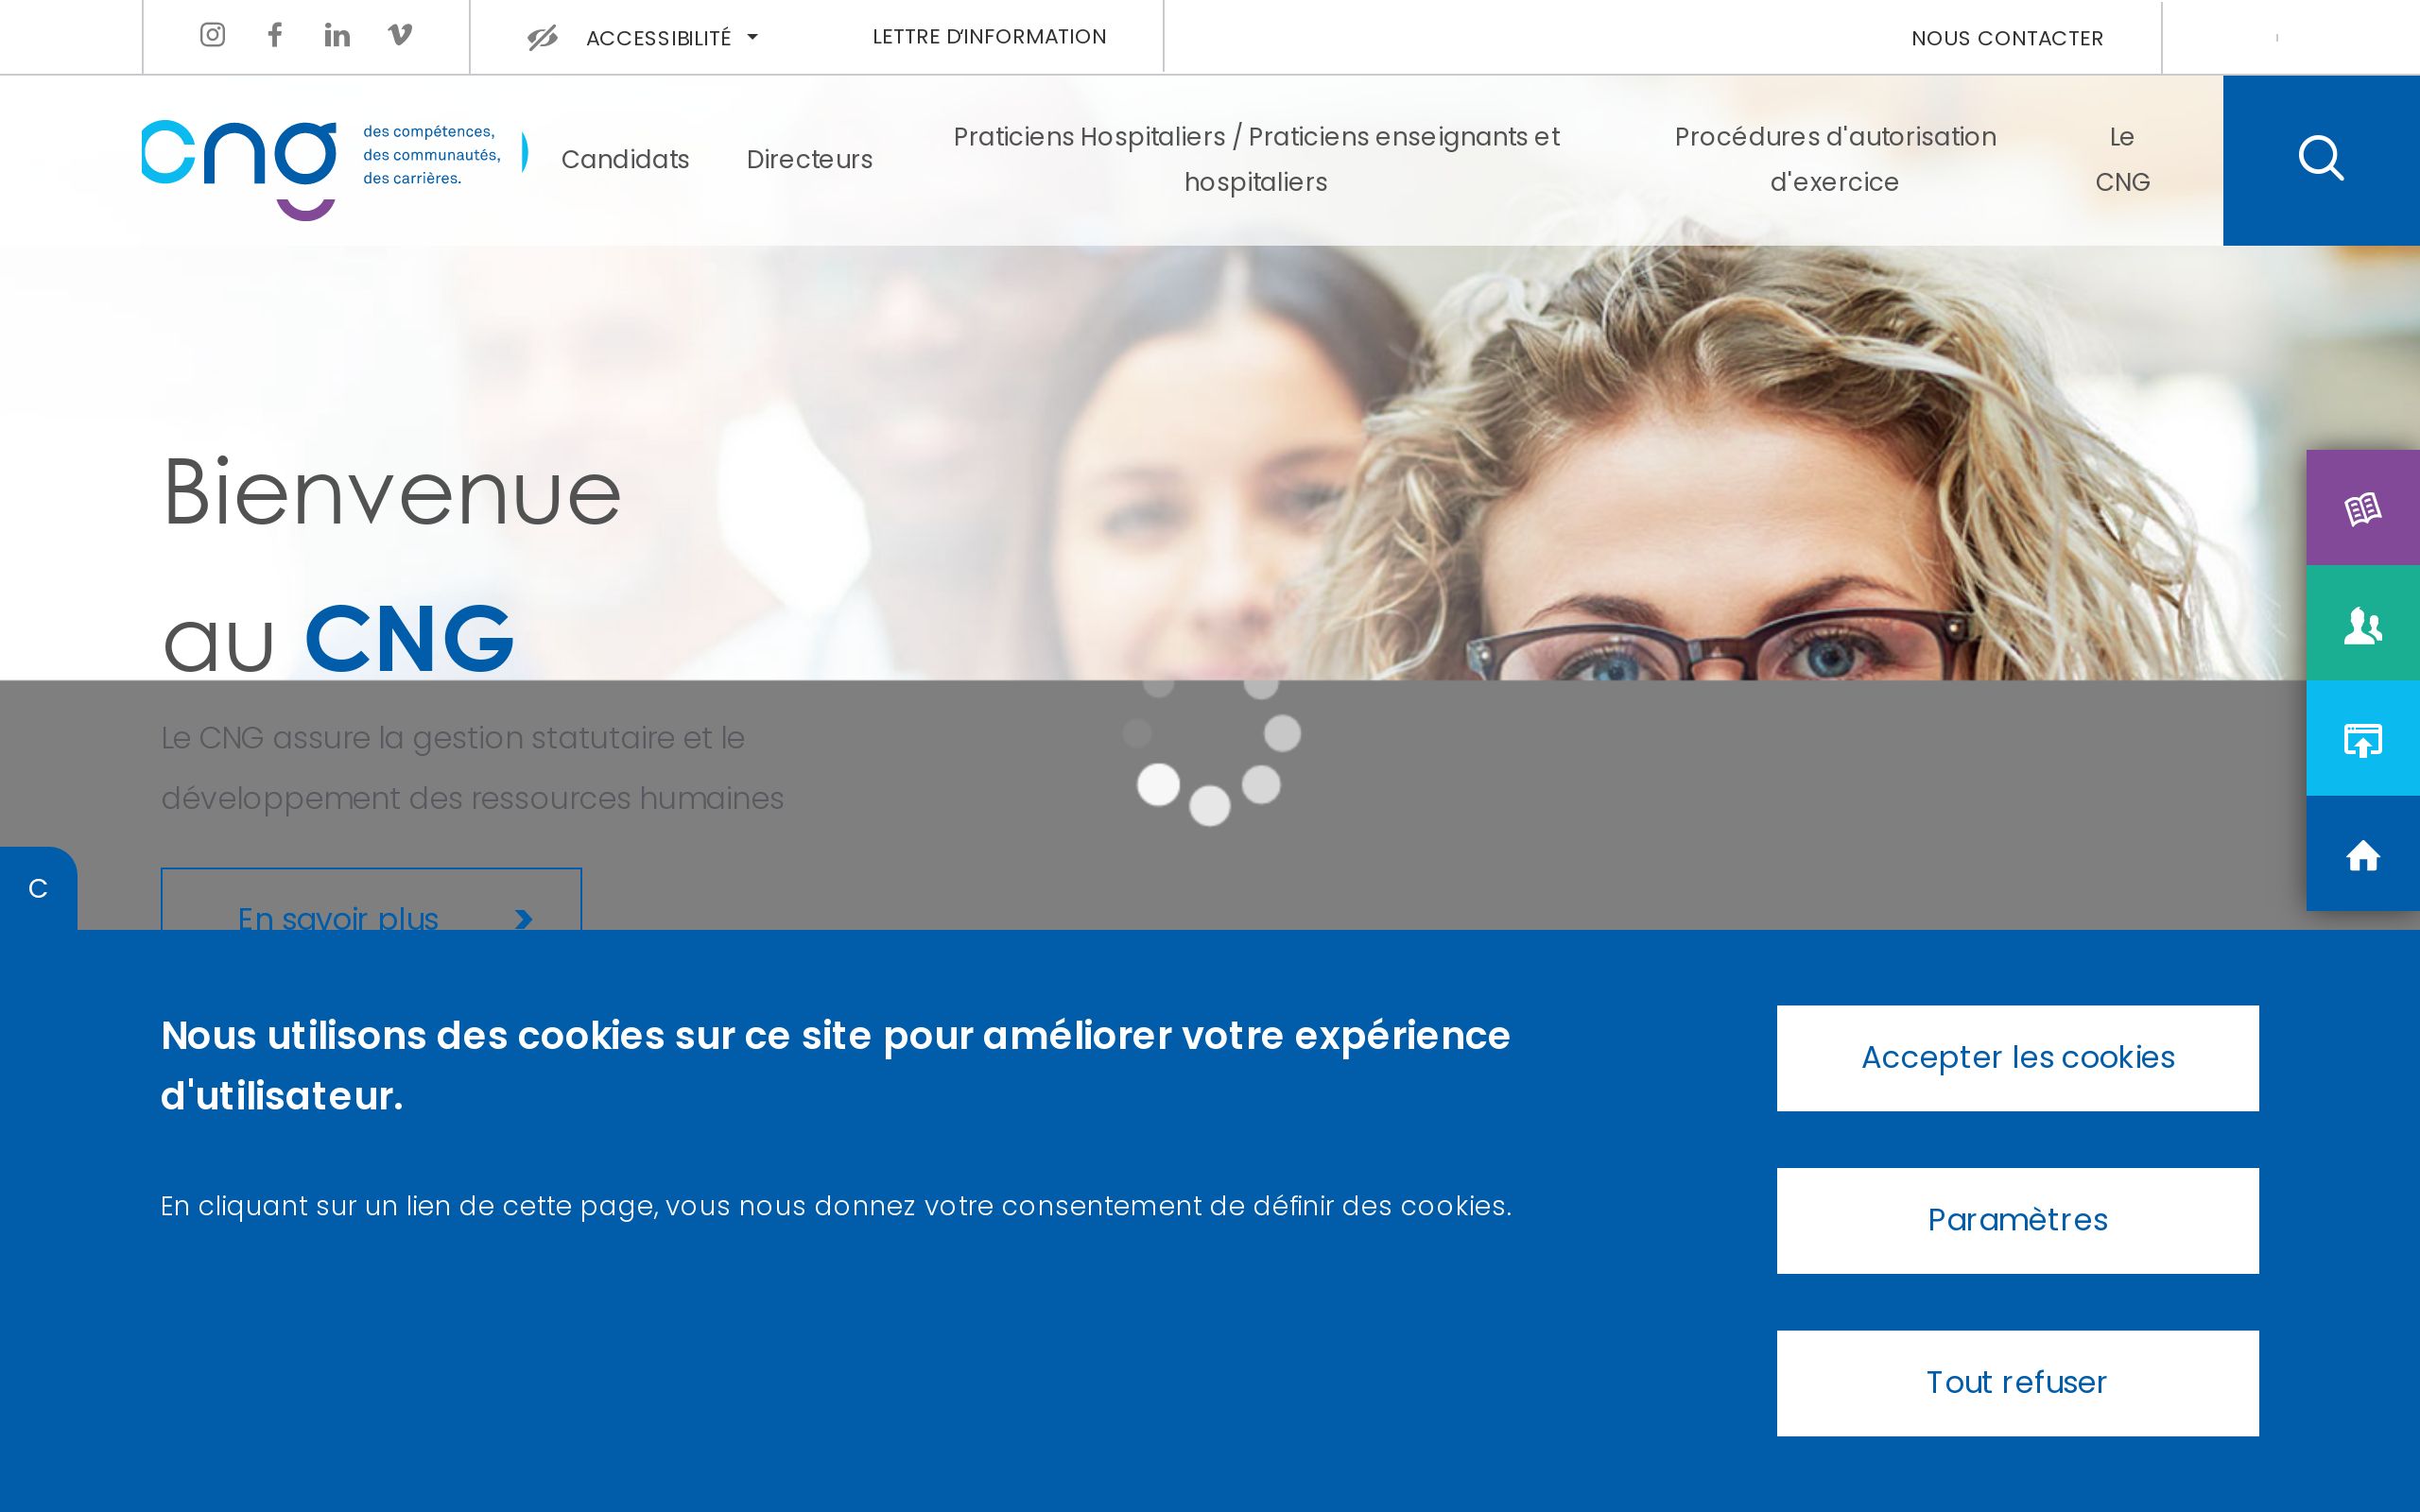 ACCESSIBILITÉ
LETTRE D'INFORMATION
NOUS CONTACTER
cng
des compétences,
des communautés,
des carrières.
Candidats
Directeurs
Praticiens Hospitaliers / Praticiens enseignants et
hospitaliers
Procédures d'autorisation
d'exercice
Le
CNG
Bienvenue
au CNG
Le CNG assure la gestion statutaire et le
développement des ressources humaines
C
En savoir plus
Nous utilisons des cookies sur ce site pour améliorer votre expérience
d'utilisateur.
En cliquant sur un lien de cette page, vous nous donnez votre consentement de définir des cookies.
Accepter les cookies
Paramètres
Tout refuser